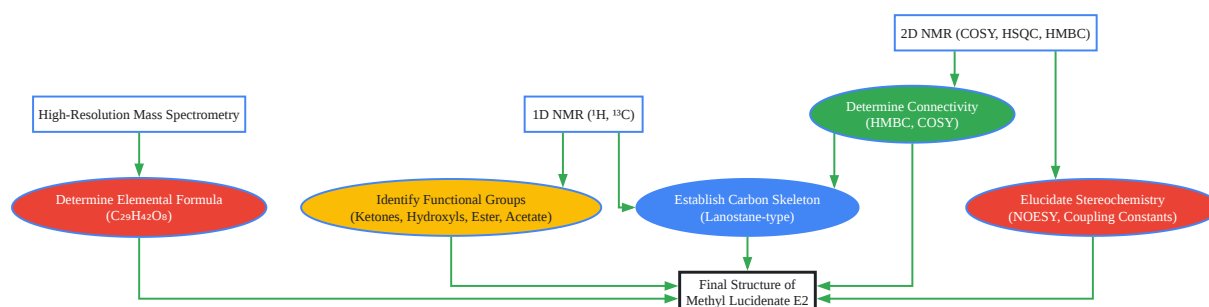 2D NMR (COSY, HSQC, HMBC)
High-Resolution Mass Spectrometry
1D NMR (¹H, ¹³C)
Determine Connectivity
(HMBC, COSY)
Determine Elemental Formula
(C₂₉H₄₂O₈)
Identify Functional Groups
(Ketones, Hydroxyls, Ester, Acetate)
Establish Carbon Skeleton
(Lanostane-type)
Elucidate Stereochemistry
(NOESY, Coupling Constants)
Final Structure of
Methyl Lucidenate E2